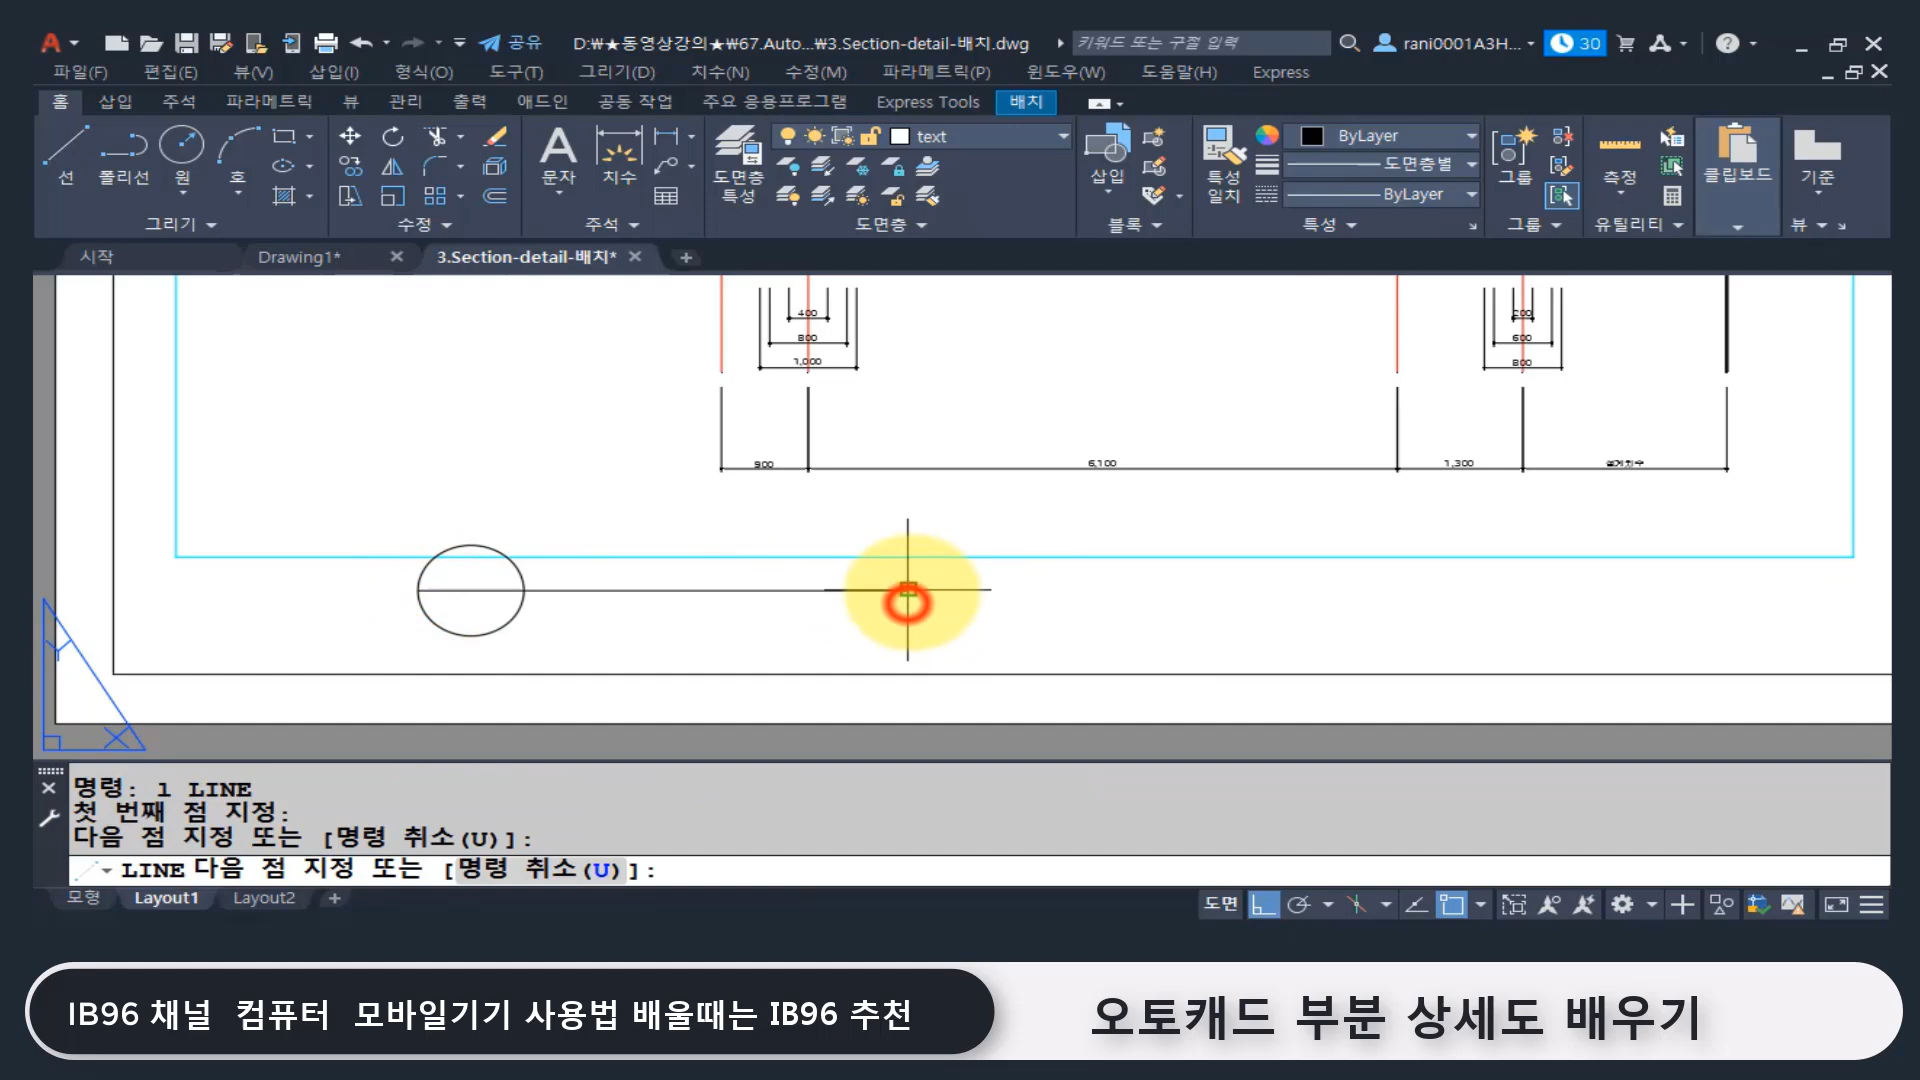 공유
D:₩★동영상강의★₩67.Auto...₩3.Section-detail-배치.dwg
키워드 또는 구절 입력
rani0001A3H...
30
파일(F) 편집(E) 뷰(V) 삽입(I) 형식(O) 도구(T) 그리기(D) 치수(N) 수정(M) 파라메트릭(P) 윈도우(W) 도움말(H) Express
홈 삽입 주석 파라메트릭 뷰 관리 출력 애드인 공동 작업 주요 응용프로그램 Express Tools 배치
text
ByLayer
도면층별
ByLayer
선 폴리선 원 호
문자 치수
도면층 특성
삽입
특성 일치
그룹
측정
클립보드
기준
그리기 수정 주석 도면층 블록 특성 그룹 유틸리티 뷰
시작 Drawing1* 3.Section-detail-배치*
400
800
1,000
200
600
800
900 6,100 1,300
Y
X
명령: l LINE
첫 번째 점 지정:
다음 점 지정 또는 [명령 취소(U)]:
LINE 다음 점 지정 또는 [명령 취소(U)]:
모형 Layout1 Layout2
도면
IB96 채널 컴퓨터 모바일기기 사용법 배울때는 IB96 추천
오토캐드 부분 상세도 배우기